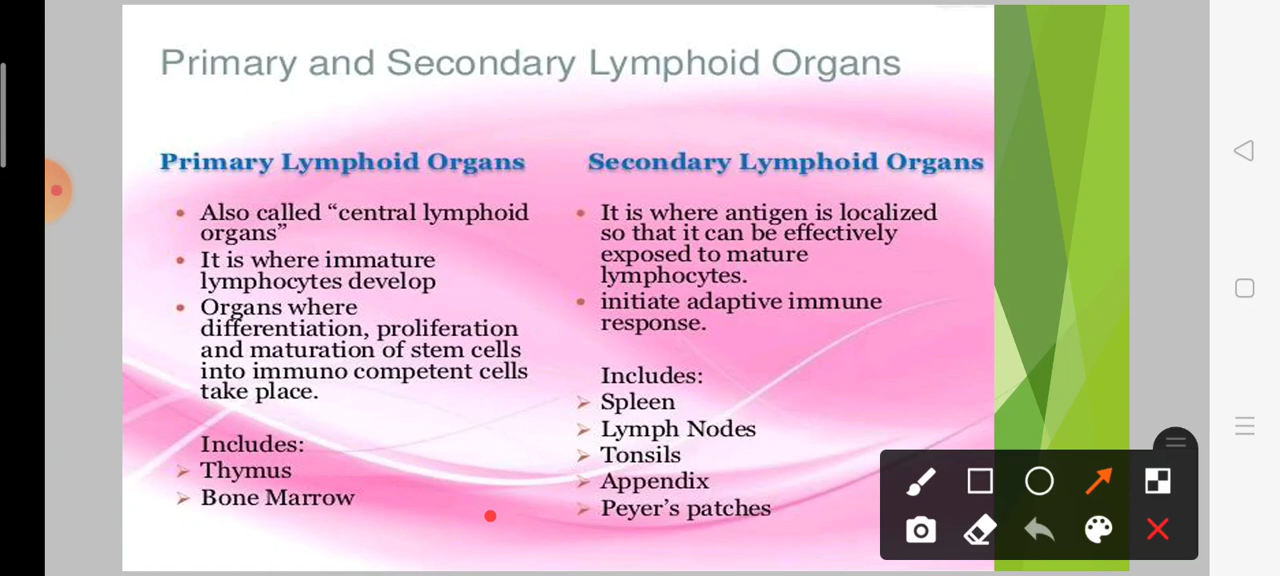 Primary and Secondary Lymphoid Organs
Primary Lymphoid Organs
• Also called “central lymphoid
organs”
• It is where immature
lymphocytes develop
• Organs where
differentiation, proliferation
and maturation of stem cells
into immuno competent cells
take place.
Includes:
➢ Thymus
➢ Bone Marrow
Secondary Lymphoid Organs
• It is where antigen is localized
so that it can be effectively
exposed to mature
lymphocytes.
• initiate adaptive immune
response.
Includes:
➢ Spleen
➢ Lymph Nodes
➢ Tonsils
➢ Appendix
➢ Peyer’s patches